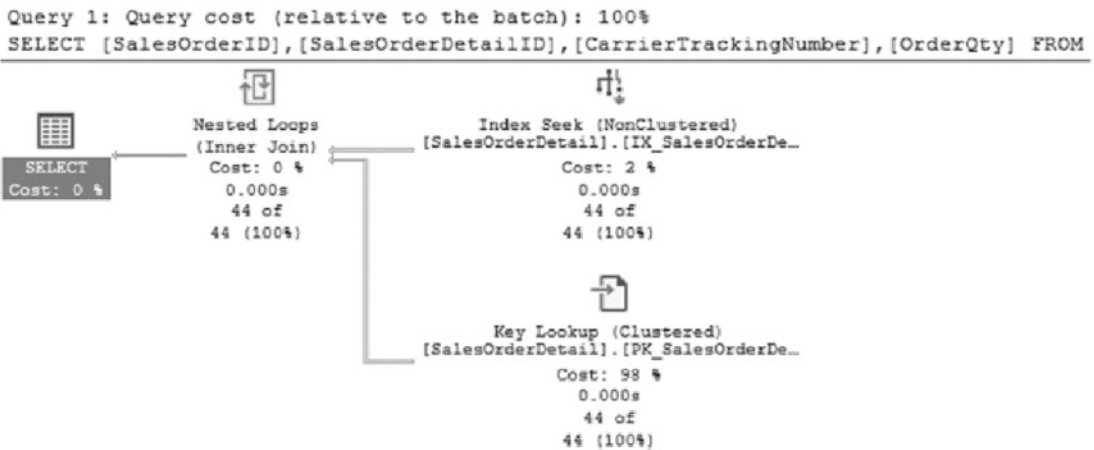 Query 1: Query cost (relative to the batch): 100%
SELECT [SalesOrderID],[SalesOrderDetailID],[CarrierTrackingNumber],[OrderQty] FROM
SELECT
Cost: 0 %
Nested Loops
(Inner Join)
Cost: 0 %
0.000s
44 of
44 (100%)
Index Seek (NonClustered)
[SalesOrderDetail].[IX_SalesOrderDe…
Cost: 2 %
0.000s
44 of
44 (100%)
Key Lookup (Clustered)
[SalesOrderDetail].[PK_SalesOrderDe…
Cost: 98 %
0.000s
44 of
44 (100%)